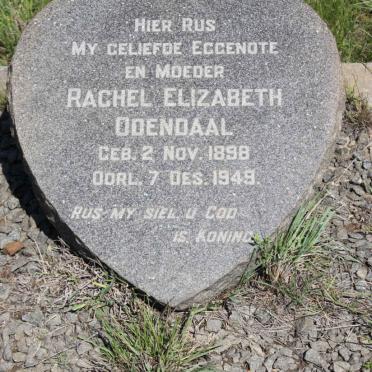 Hier Rus
My geliefde Eggenote
en Moeder
Rachel Elizabeth
Odendaal
Geb. 2 Nov. 1898
Oorl. 7 Des. 1949.
Rus my siel, u God
is Koning